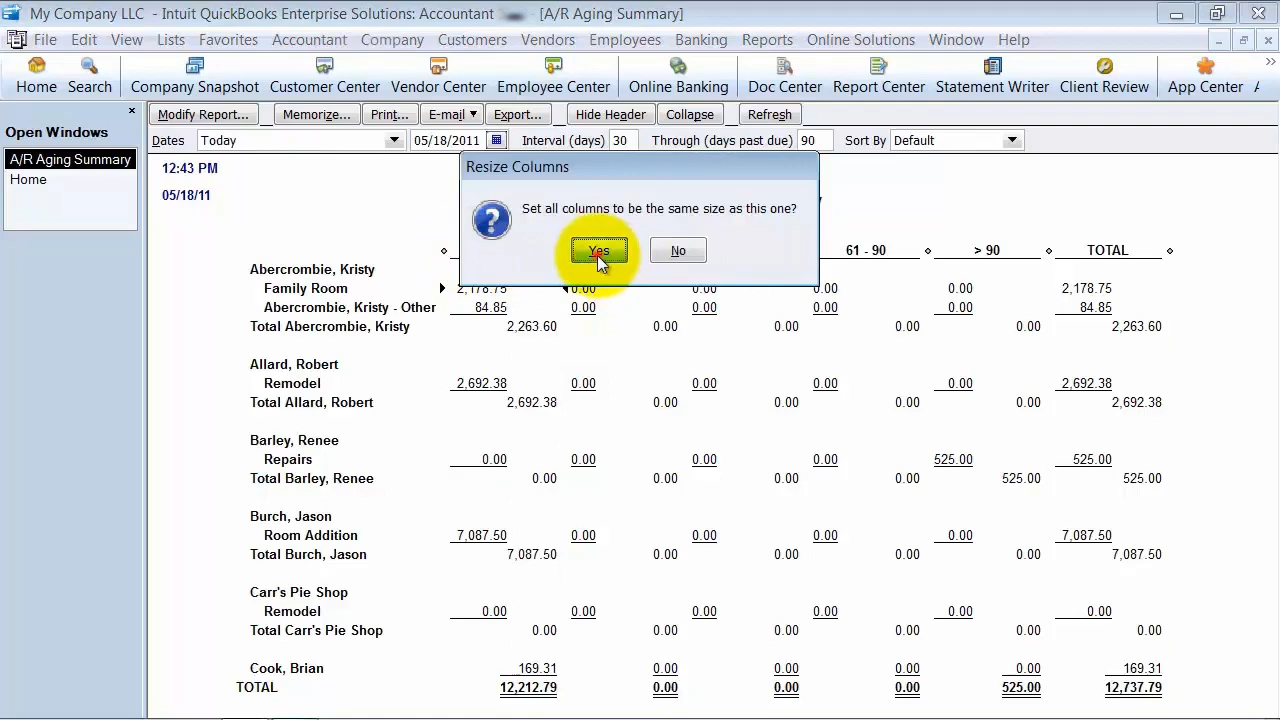 My Company LLC - Intuit QuickBooks Enterprise Solutions: Accountant - [A/R Aging Summary]
File Edit View Lists Favorites Accountant Company Customers Vendors Employees Banking Reports Online Solutions Window Help
Home Search Company Snapshot Customer Center Vendor Center Employee Center Online Banking Doc Center Report Center Statement Writer Client Review App Center
Open Windows
A/R Aging Summary
Home
Modify Report... Memorize... Print... E-mail Export... Hide Header Collapse Refresh
Dates Today 05/18/2011 Interval (days) 30 Through (days past due) 90 Sort By Default
12:43 PM
05/18/11
Resize Columns
Set all columns to be the same size as this one?
Yes No
61 - 90 > 90 TOTAL
Abercrombie, Kristy
Family Room 2,178.75 0.00 0.00 0.00 0.00 2,178.75
Abercrombie, Kristy - Other 84.85 0.00 0.00 0.00 0.00 84.85
Total Abercrombie, Kristy 2,263.60 0.00 0.00 0.00 0.00 2,263.60
Allard, Robert
Remodel 2,692.38 0.00 0.00 0.00 0.00 2,692.38
Total Allard, Robert 2,692.38 0.00 0.00 0.00 0.00 2,692.38
Barley, Renee
Repairs 0.00 0.00 0.00 0.00 525.00 525.00
Total Barley, Renee 0.00 0.00 0.00 0.00 525.00 525.00
Burch, Jason
Room Addition 7,087.50 0.00 0.00 0.00 0.00 7,087.50
Total Burch, Jason 7,087.50 0.00 0.00 0.00 0.00 7,087.50
Carr's Pie Shop
Remodel 0.00 0.00 0.00 0.00 0.00 0.00
Total Carr's Pie Shop 0.00 0.00 0.00 0.00 0.00 0.00
Cook, Brian 169.31 0.00 0.00 0.00 0.00 169.31
TOTAL 12,212.79 0.00 0.00 0.00 525.00 12,737.79